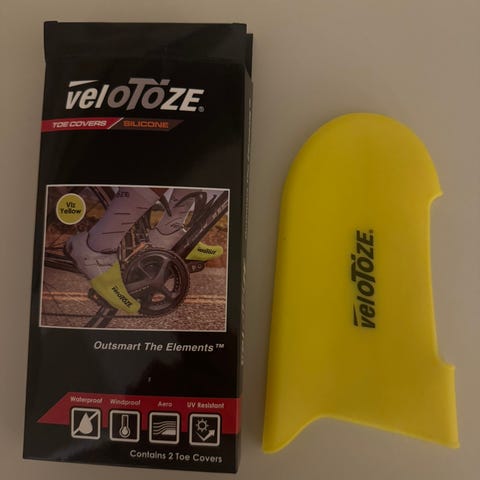 veloToze®
TOE COVERS / SILICONE
Viz
Yellow
veloToze
Outsmart The Elements™
Waterproof Windproof Aero UV Resistant
Contains 2 Toe Covers
veloToze®